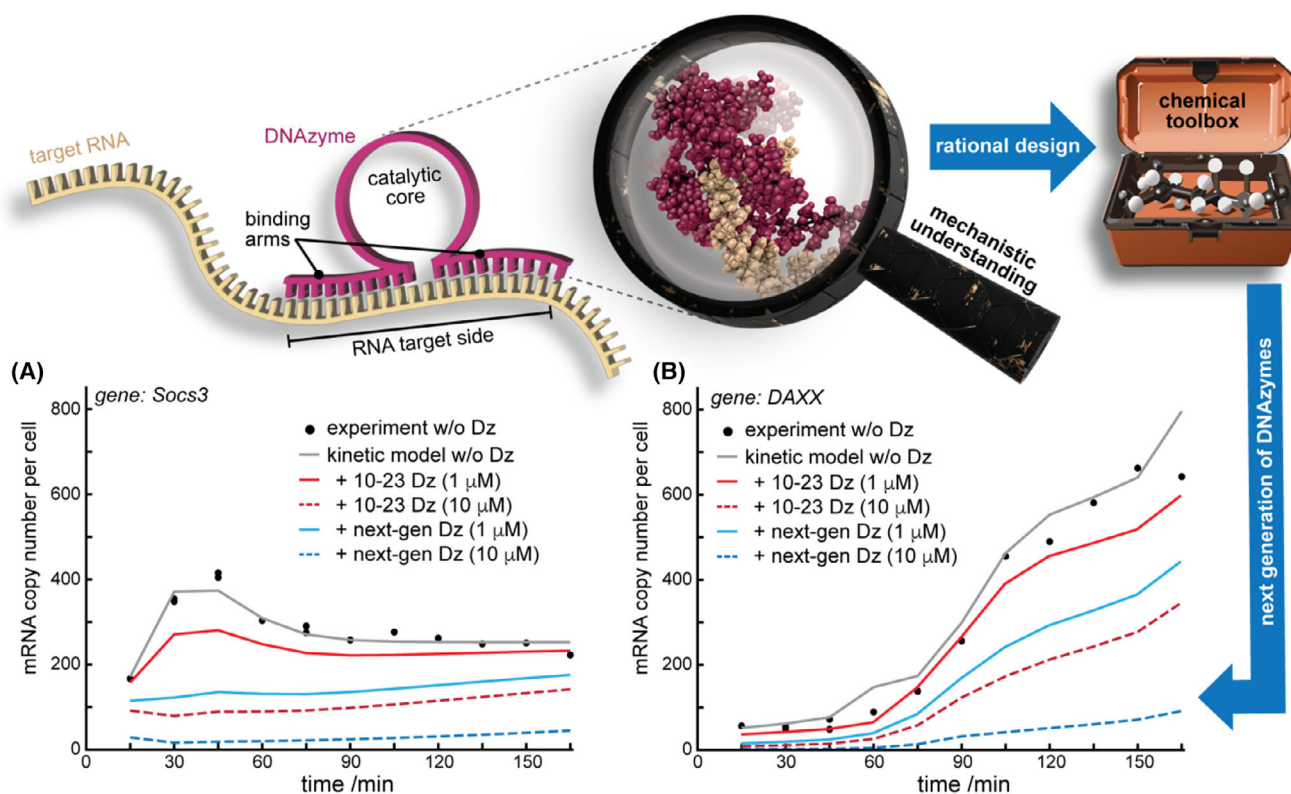 target RNA
DNAzyme
catalytic
core
binding
arms
RNA target side
mechanistic
understanding
rational design
chemical
toolbox
next generation of DNAzymes
(A)
gene: Socs3
experiment w/o Dz
kinetic model w/o Dz
+ 10-23 Dz (1 μM)
+ 10-23 Dz (10 μM)
+ next-gen Dz (1 μM)
+ next-gen Dz (10 μM)
mRNA copy number per cell
800
600
400
200
0
0 30 60 90 120 150
time /min
(B)
gene: DAXX
experiment w/o Dz
kinetic model w/o Dz
+ 10-23 Dz (1 μM)
+ 10-23 Dz (10 μM)
+ next-gen Dz (1 μM)
+ next-gen Dz (10 μM)
mRNA copy number per cell
800
600
400
200
0
0 30 60 90 120 150
time /min